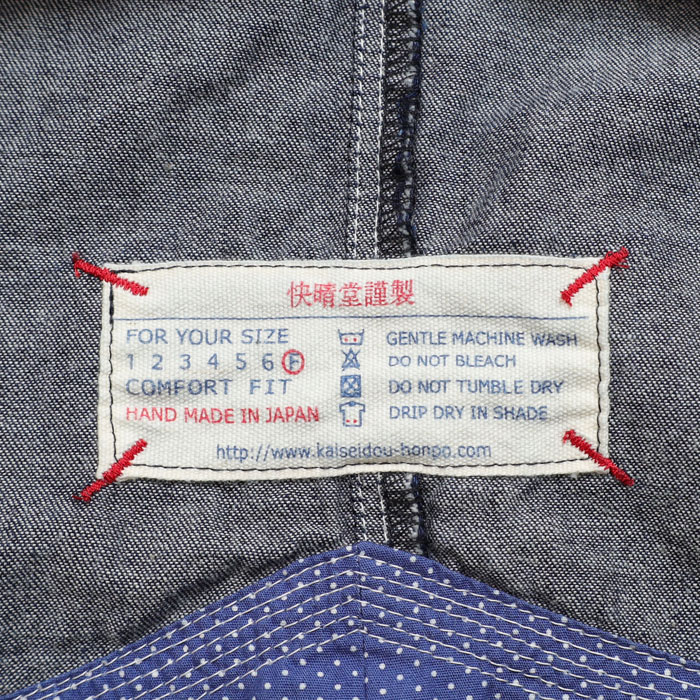 快晴堂謹製
FOR YOUR SIZE
1 2 3 4 5 6 F
COMFORT FIT
HAND MADE IN JAPAN
GENTLE MACHINE WASH
DO NOT BLEACH
DO NOT TUMBLE DRY
DRIP DRY IN SHADE
http://www.kaiseidou-honpo.com